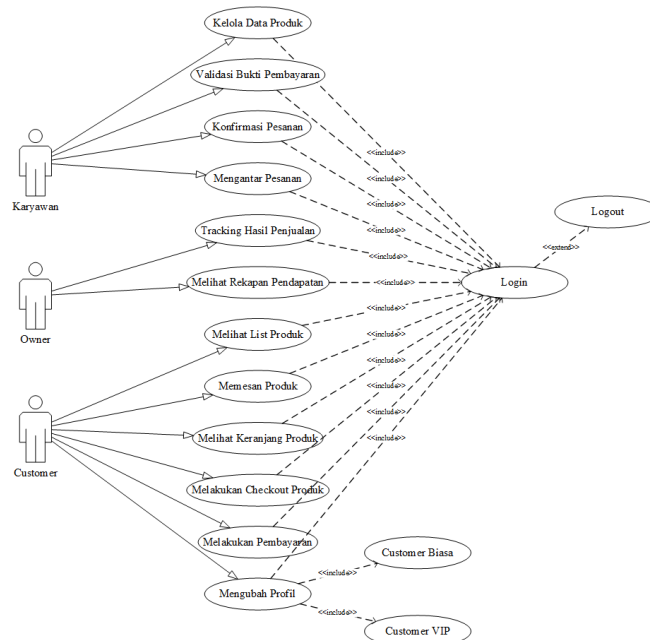 Kelola Data Produk
Validasi Bukti Pembayaran
Konfirmasi Pesanan
<<include>>
Karyawan
Mengantar Pesanan
<<include>>
<<include>>
Logout
<<include>>
Tracking Hasil Penjualan
<<extend>>
<<include>>
Melihat Rekapan Pendapatan
<<include>>
Login
Owner
<<include>>
Melihat List Produk
<<include>>
<<include>>
Memesan Produk
<<include>>
Melihat Keranjang Produk
<<include>>
Customer
<<include>>
Melakukan Checkout Produk
Melakukan Pembayaran
Customer Biasa
<<include>>
Mengubah Profil
<<include>>
Customer VIP